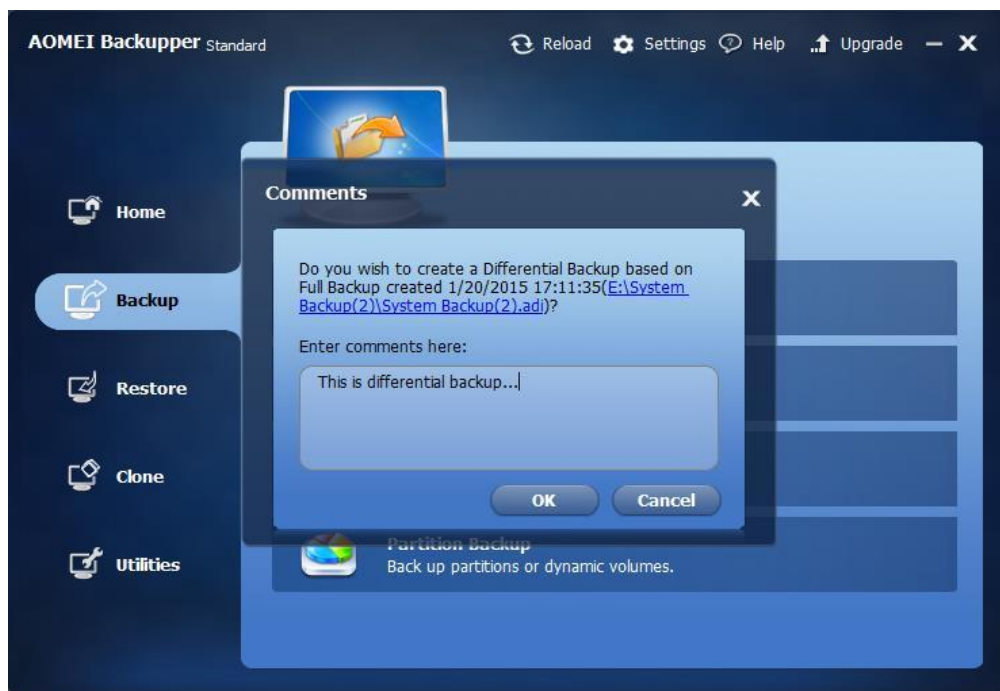 AOMEI Backupper Standard
Reload Settings Help Upgrade
Comments
Home
Do you wish to create a Differential Backup based on
Full Backup created 1/20/2015 17:11:35(E:\System
Backup(2)\System Backup(2).adi)?
Backup
Enter comments here:
This is differential backup...
Restore
Clone
OK Cancel
Partition Backup
Back up partitions or dynamic volumes.
Utilities